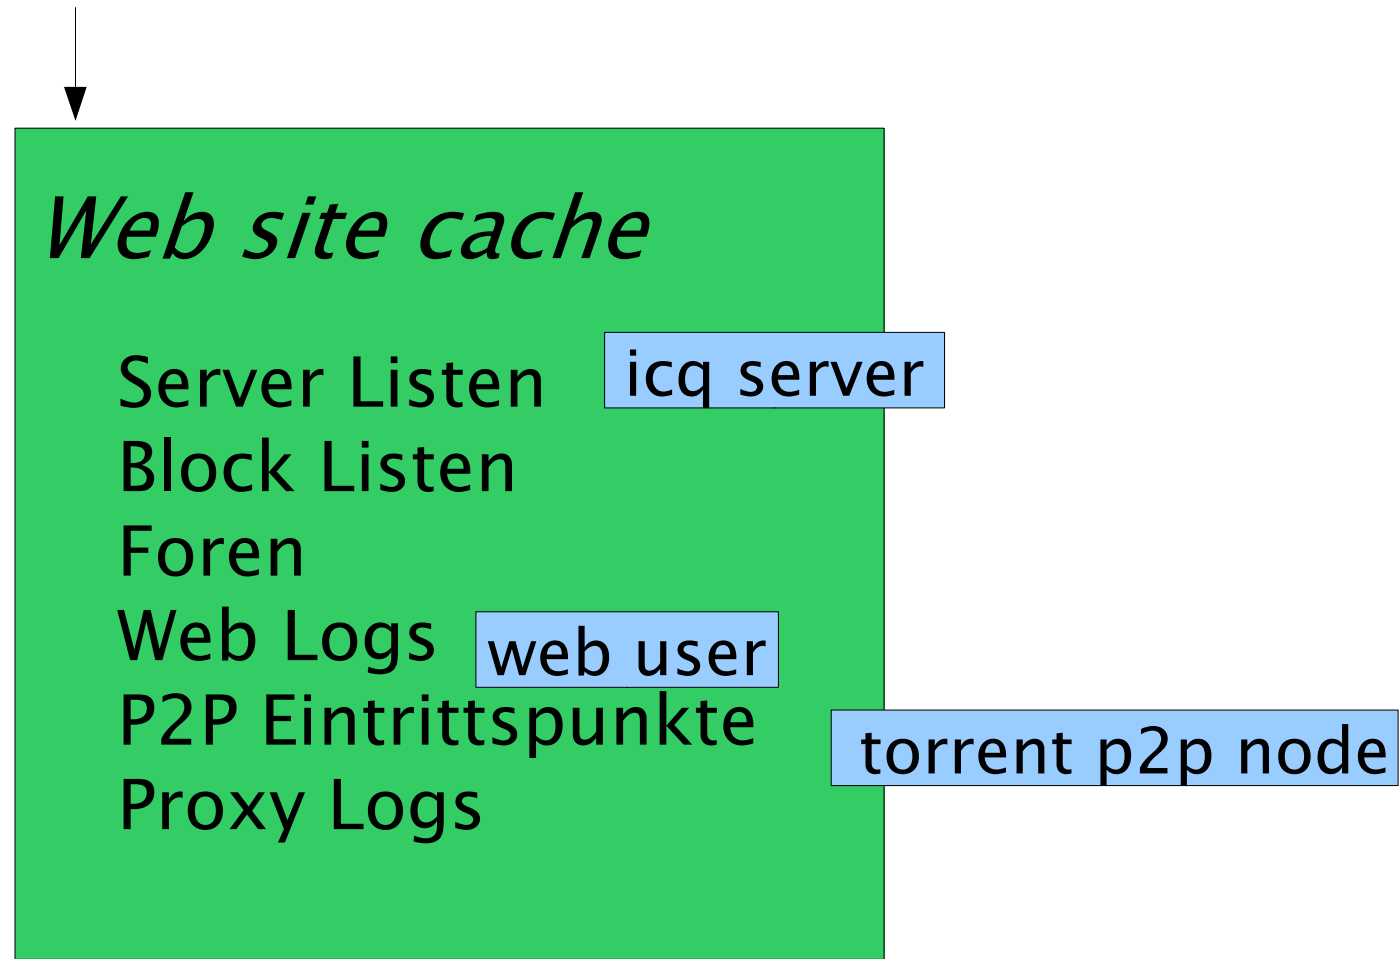 Web site cache
Server Listen
icq server
Block Listen
Foren
Web Logs
web user
P2P Eintrittspunkte
torrent p2p node
Proxy Logs